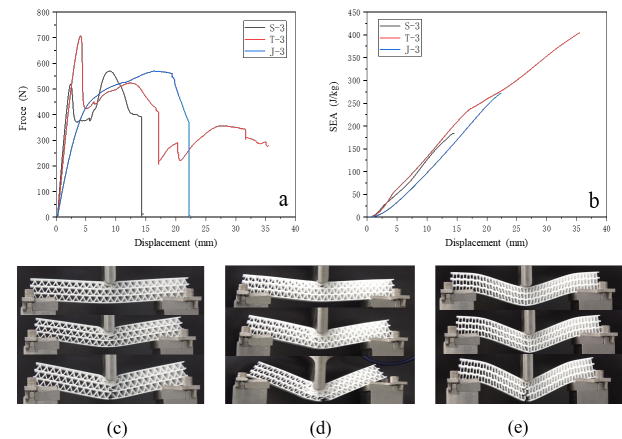 800
700
600
500
400
300
200
100
0
Froce (N)
S-3
T-3
J-3
a
0 5 10 15 20 25 30 35 40
Displacement (mm)
450
400
350
300
250
200
150
100
50
0
SEA (J/kg)
S-3
T-3
J-3
b
0 5 10 15 20 25 30 35 40
Displacement (mm)
(c) (d) (e)